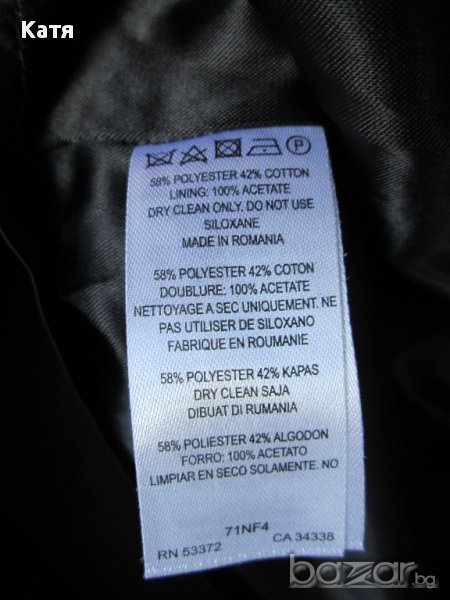 Катя
P
58% POLYESTER 42% COTTON
LINING: 100% ACETATE
DRY CLEAN ONLY. DO NOT USE
SILOXANE
MADE IN ROMANIA
58% POLYESTER 42% COTON
DOUBLURE: 100% ACETATE
NETTOYAGE A SEC UNIQUEMENT. NE
PAS UTILISER DE SILOXANO
FABRIQUE EN ROUMANIE
58% POLYESTER 42% KAPAS
DRY CLEAN SAJA
DIBUAT DI RUMANIA
58% POLIESTER 42% ALGODON
FORRO: 100% ACETATO
LIMPIAR EN SECO SOLAMENTE. NO
71NF4
RN 53372 CA 34338
bazar.bg